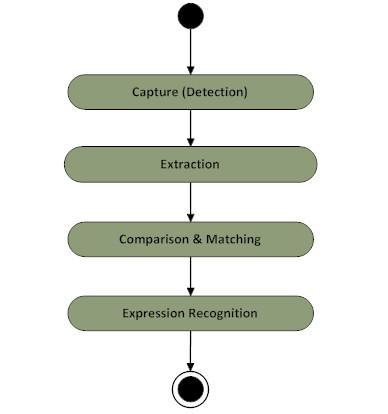 Capture (Detection)
Extraction
Comparison & Matching
Expression Recognition